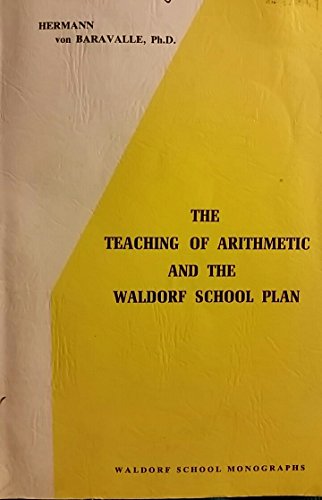 HERMANN
von BARAVALLE, Ph.D.
THE
TEACHING OF ARITHMETIC
AND THE
WALDORF SCHOOL PLAN
WALDORF SCHOOL MONOGRAPHS